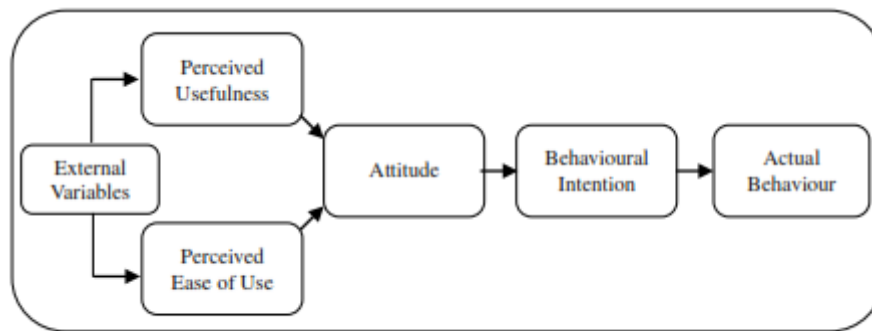 Perceived
Usefulness
External
Variables
Attitude
Behavioural
Intention
Actual
Behaviour
Perceived
Ease of Use